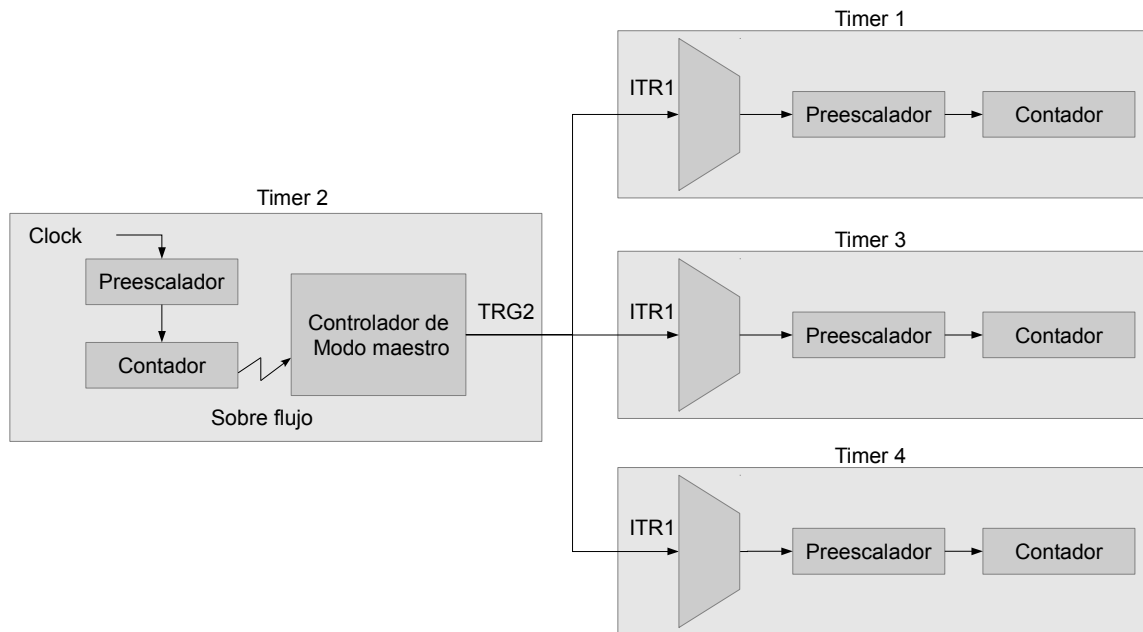 Timer 2
Clock
Preescalador
Contador
Sobre flujo
Controlador de
Modo maestro
TRG2
Timer 1
ITR1
Preescalador
Contador
Timer 3
ITR1
Preescalador
Contador
Timer 4
ITR1
Preescalador
Contador